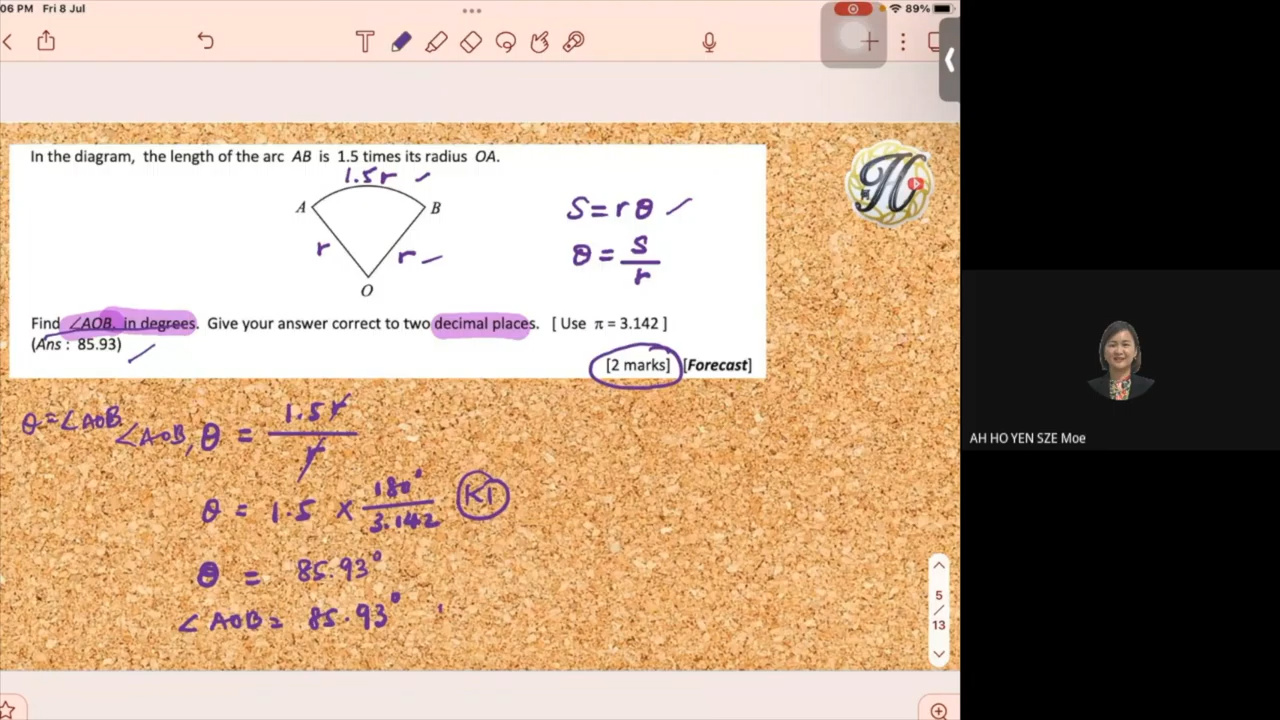 06 PM Fri 8 Jul
89%
T
In the diagram, the length of the arc AB is 1.5 times its radius OA.
1.5r
A
B
S = rθ
r
r
θ = s/r
O
Find ∠AOB, in degrees. Give your answer correct to two decimal places. [ Use π = 3.142 ]
(Ans : 85.93)
[2 marks] [Forecast]
θ = ∠AOB
∠AOB, θ = 1.5r/r
θ = 1.5 × 180°/3.142 K1
θ = 85.93°
∠AOB = 85.93°
5
/
13
AH HO YEN SZE Moe